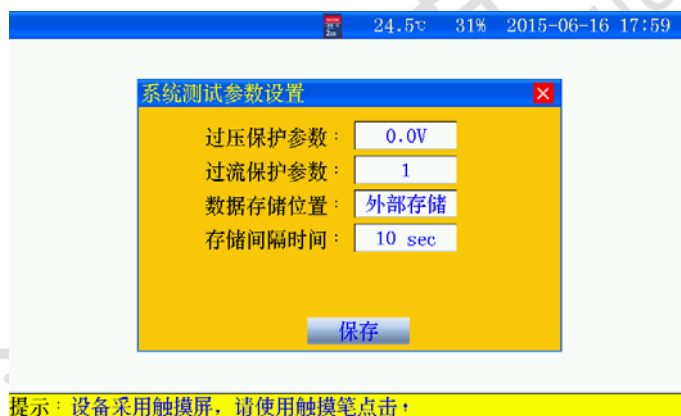 24.5℃ 31% 2015-06-16 17:59
系统测试参数设置
过压保护参数： 0.0V
过流保护参数： 1
数据存储位置： 外部存储
存储间隔时间： 10 sec
保存
提示：设备采用触摸屏，请使用触摸笔点击！